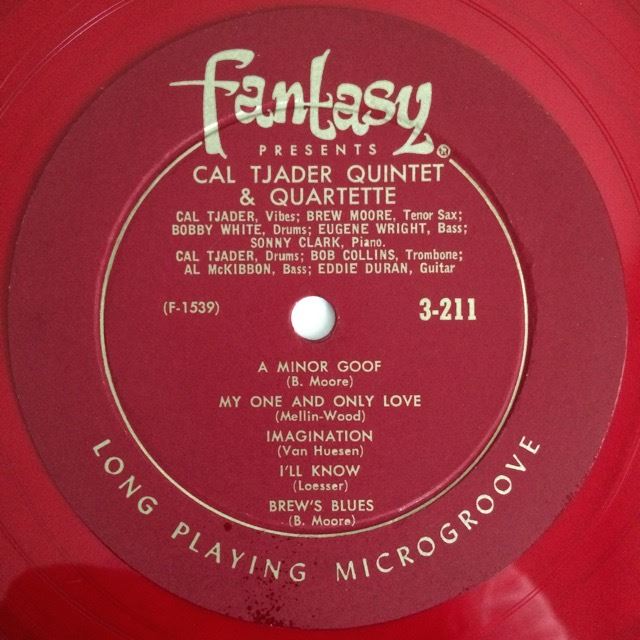 Fantasy
PRESENTS ®
CAL TJADER QUINTET
& QUARTETTE
CAL TJADER, Vibes; BREW MOORE, Tenor Sax;
BOBBY WHITE, Drums; EUGENE WRIGHT, Bass;
SONNY CLARK, Piano.
CAL TJADER, Drums; BOB COLLINS, Trombone;
AL McKIBBON, Bass; EDDIE DURAN, Guitar
(F-1539) 3-211
A MINOR GOOF
(B. Moore)
MY ONE AND ONLY LOVE
(Mellin-Wood)
IMAGINATION
(Van Huesen)
I'LL KNOW
(Loesser)
BREW'S BLUES
(B. Moore)
LONG PLAYING MICROGROOVE